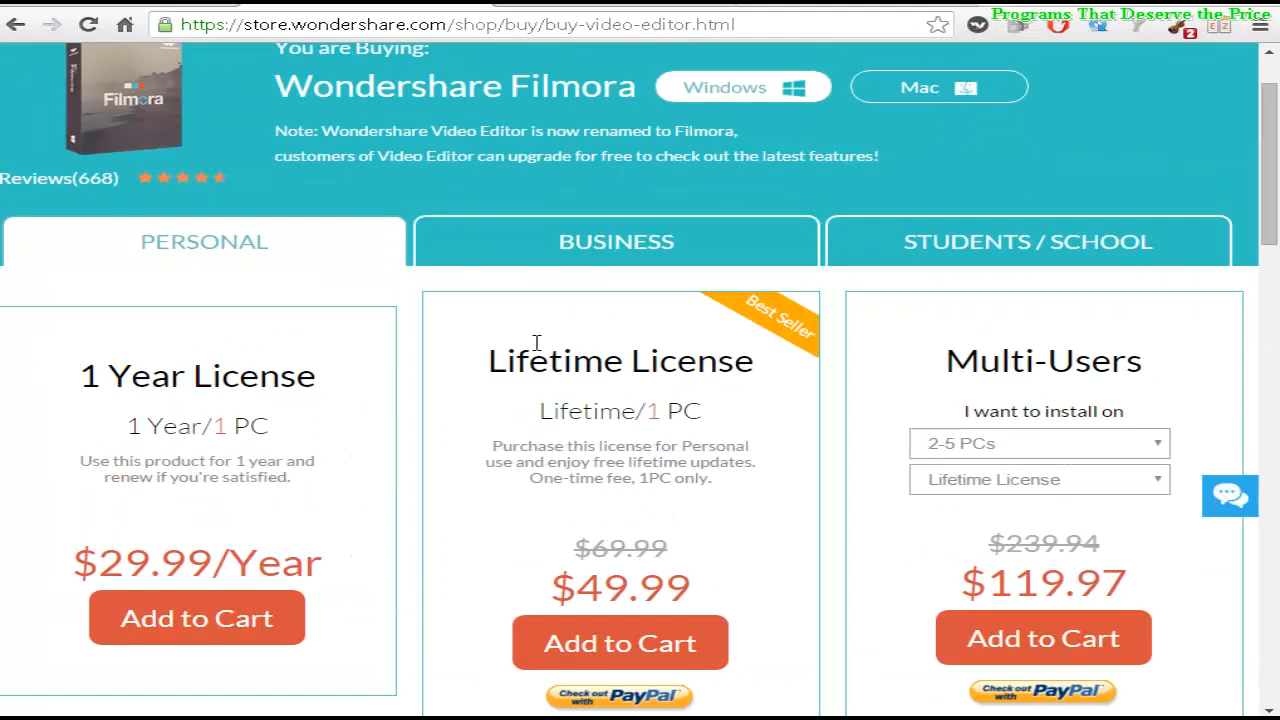 https://store.wondershare.com/shop/buy/buy-video-editor.html
Programs That Deserve the Price
2
You are Buying:
Filmora
Wondershare Filmora
Windows
Mac
Note: Wondershare Video Editor is now renamed to Filmora,
customers of Video Editor can upgrade for free to check out the latest features!
Reviews(668)
PERSONAL
BUSINESS
STUDENTS / SCHOOL
1 Year License
1 Year/1 PC
Use this product for 1 year and
renew if you're satisfied.
$29.99/Year
Add to Cart
Best Seller
Lifetime License
Lifetime/1 PC
Purchase this license for Personal
use and enjoy free lifetime updates.
One-time fee, 1PC only.
$69.99
$49.99
Add to Cart
Check out with PayPal
Multi-Users
I want to install on
2-5 PCs
Lifetime License
$239.94
$119.97
Add to Cart
Check out with PayPal